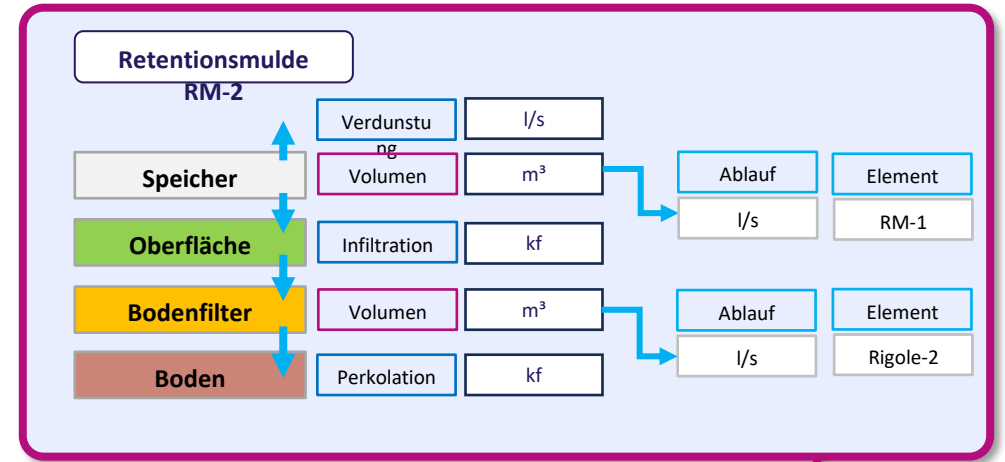 Retentionsmulde
RM-2
Verdunstu
ng
l/s
Speicher
Volumen
m³
Ablauf
Element
l/s
RM-1
Oberfläche
Infiltration
kf
Bodenfilter
Volumen
m³
Ablauf
Element
l/s
Rigole-2
Boden
Perkolation
kf